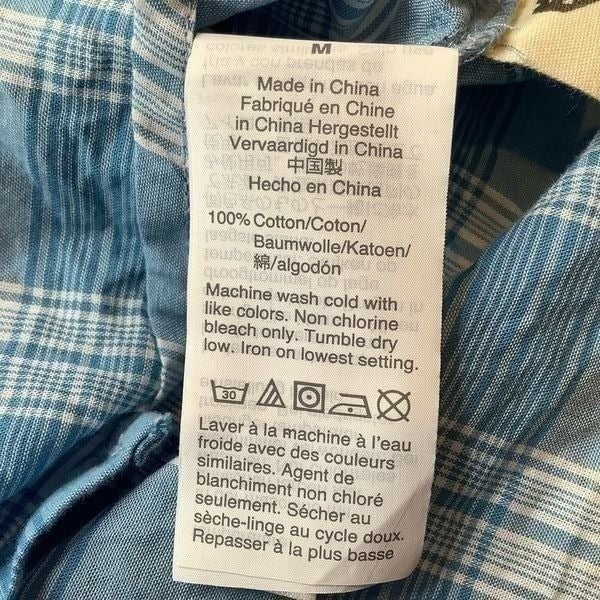 M
Made in China
Fabriqué en Chine
in China Hergestellt
Vervaardigd in China
中国製
Hecho en China
100% Cotton/Coton/
Baumwolle/Katoen/
綿/algodón
Machine wash cold with
like colors. Non chlorine
bleach only. Tumble dry
low. Iron on lowest setting.
30
Laver à la machine à l'eau
froide avec des couleurs
similaires. Agent de
blanchiment non chloré
seulement. Sécher au
sèche-linge au cycle doux.
Repasser à la plus basse